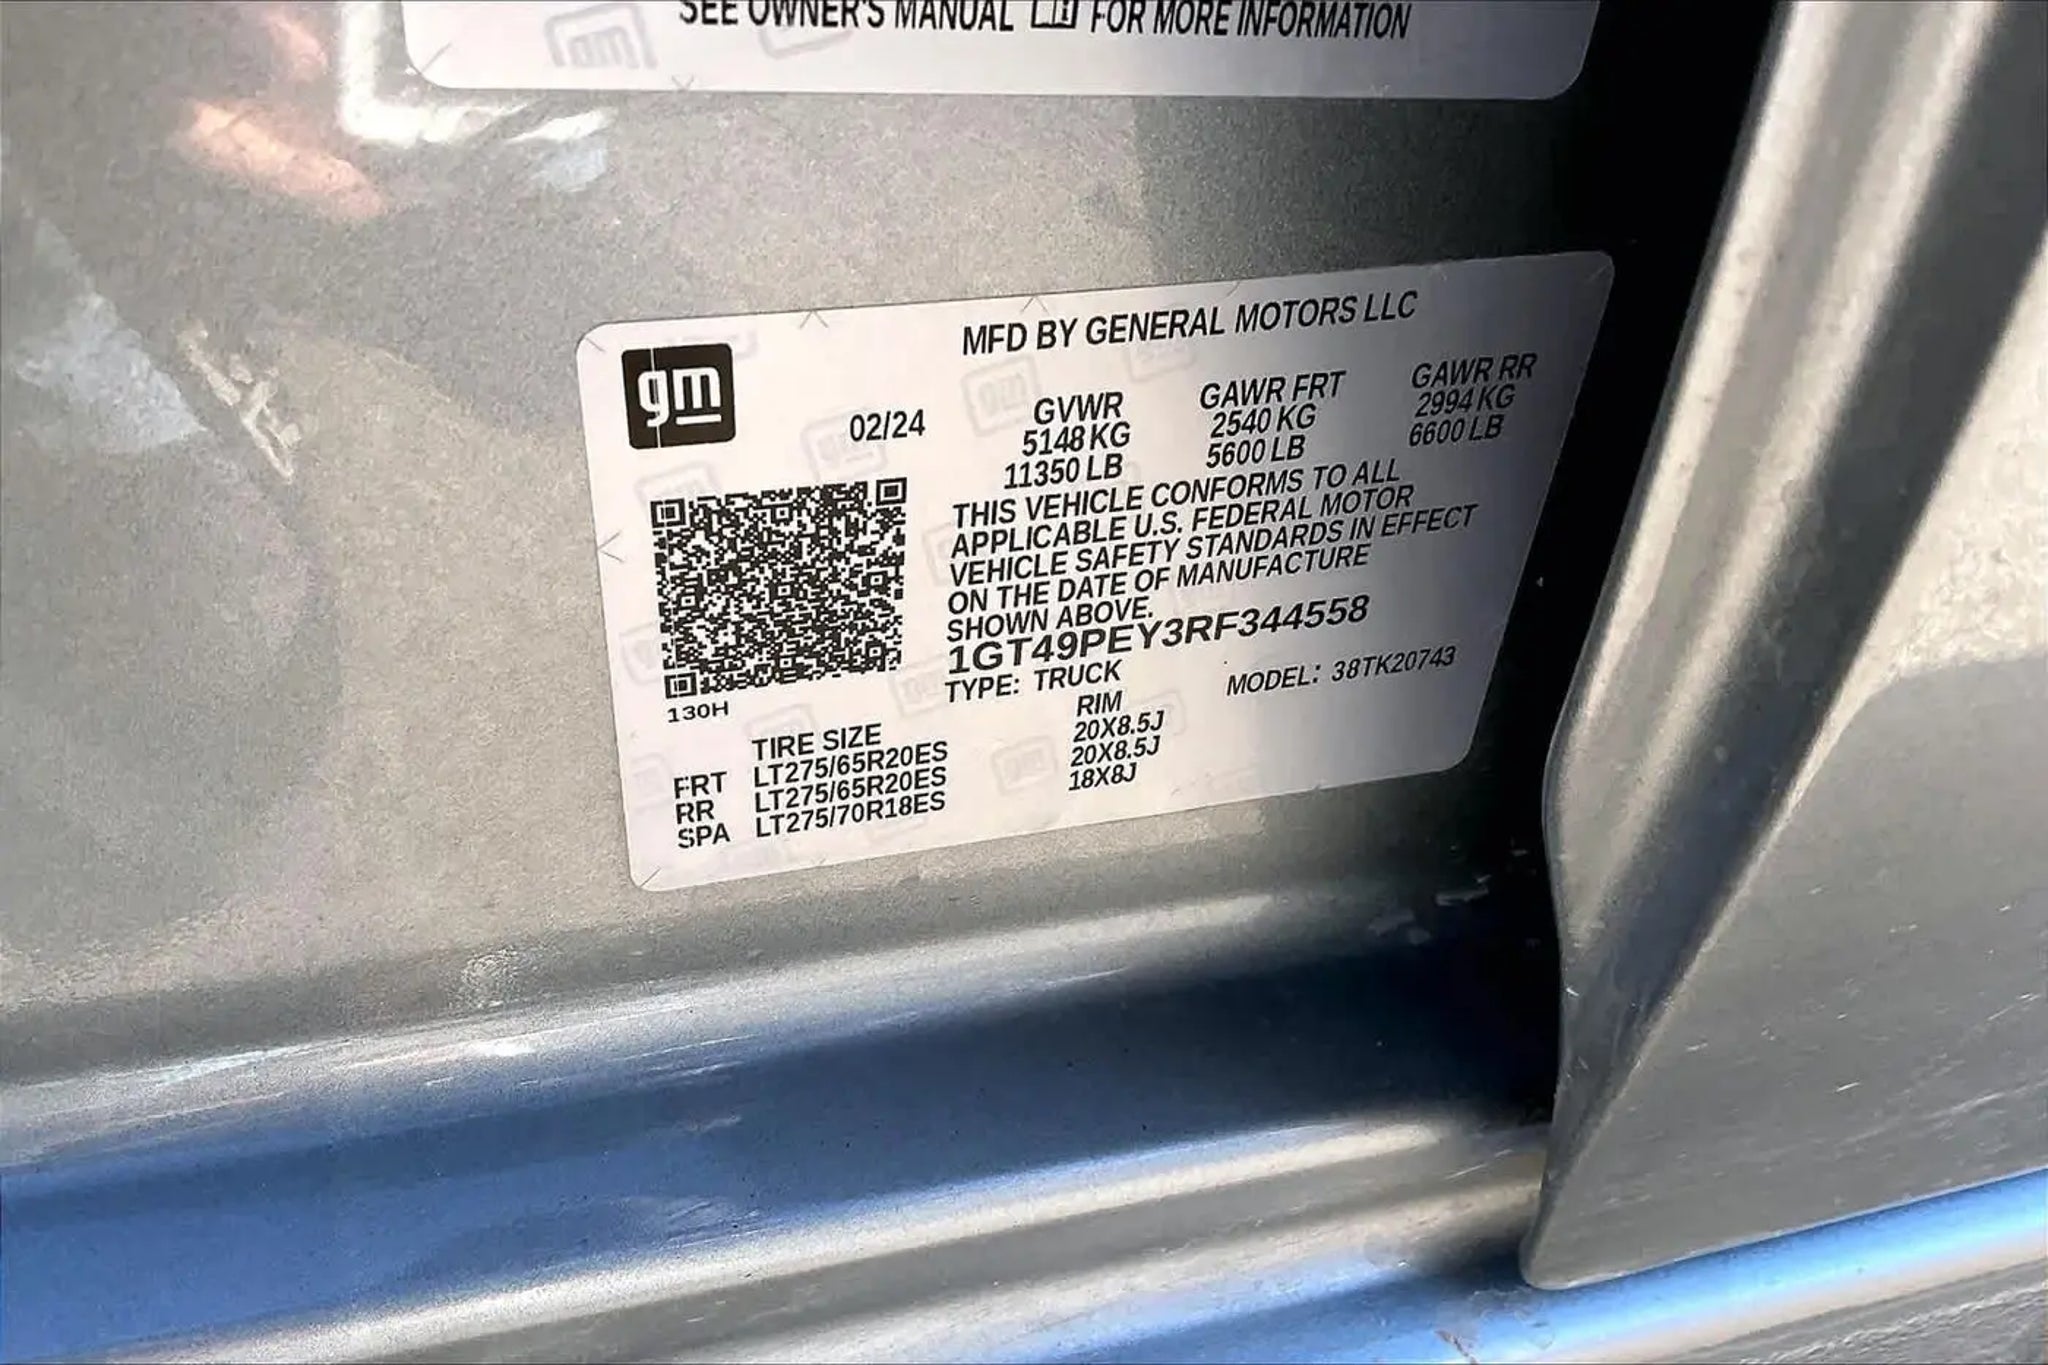 SEE OWNER'S MANUAL FOR MORE INFORMATION
gm
MFD BY GENERAL MOTORS LLC
02/24
GVWR GAWR FRT GAWR RR
5148 KG 2540 KG 2994 KG
11350 LB 5600 LB 6600 LB
THIS VEHICLE CONFORMS TO ALL
APPLICABLE U.S. FEDERAL MOTOR
VEHICLE SAFETY STANDARDS IN EFFECT
ON THE DATE OF MANUFACTURE
SHOWN ABOVE.
1GT49PEY3RF344558
TYPE: TRUCK MODEL: 38TK20743
130H
TIRE SIZE RIM
FRT LT275/65R20ES 20X8.5J
RR LT275/65R20ES 20X8.5J
SPA LT275/70R18ES 18X8J